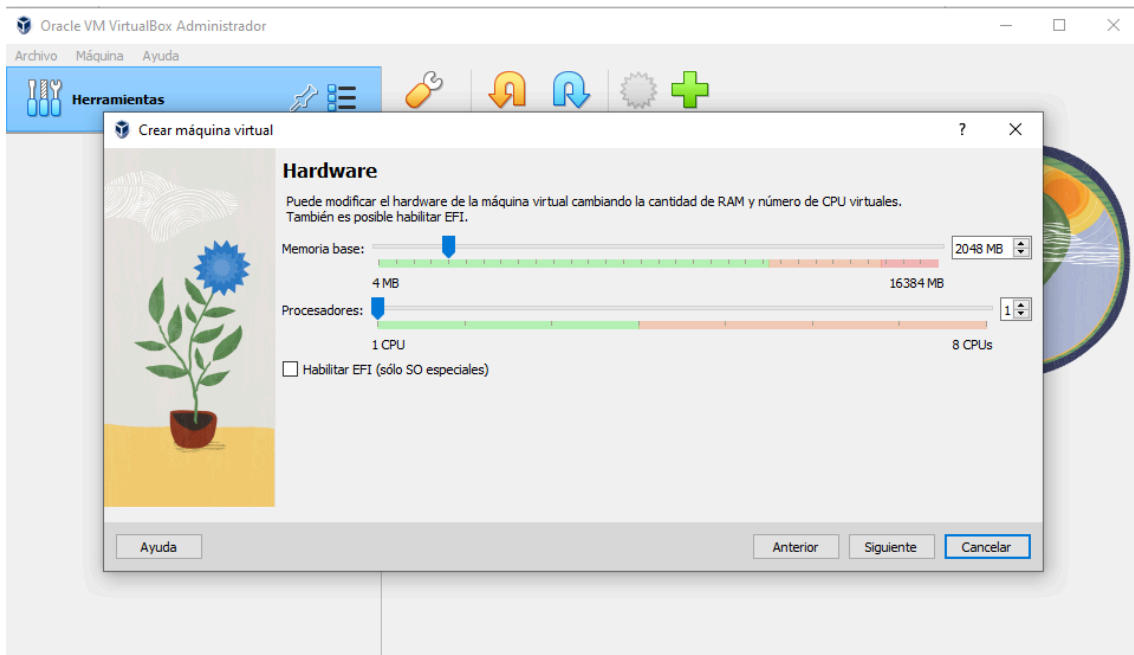 Oracle VM VirtualBox Administrador
Archivo Máquina Ayuda
Herramientas
Crear máquina virtual
?
Hardware
Puede modificar el hardware de la máquina virtual cambiando la cantidad de RAM y número de CPU virtuales.
También es posible habilitar EFI.
Memoria base: 2048 MB
4 MB 16384 MB
Procesadores: 1
1 CPU 8 CPUs
Habilitar EFI (sólo SO especiales)
Ayuda Anterior Siguiente Cancelar